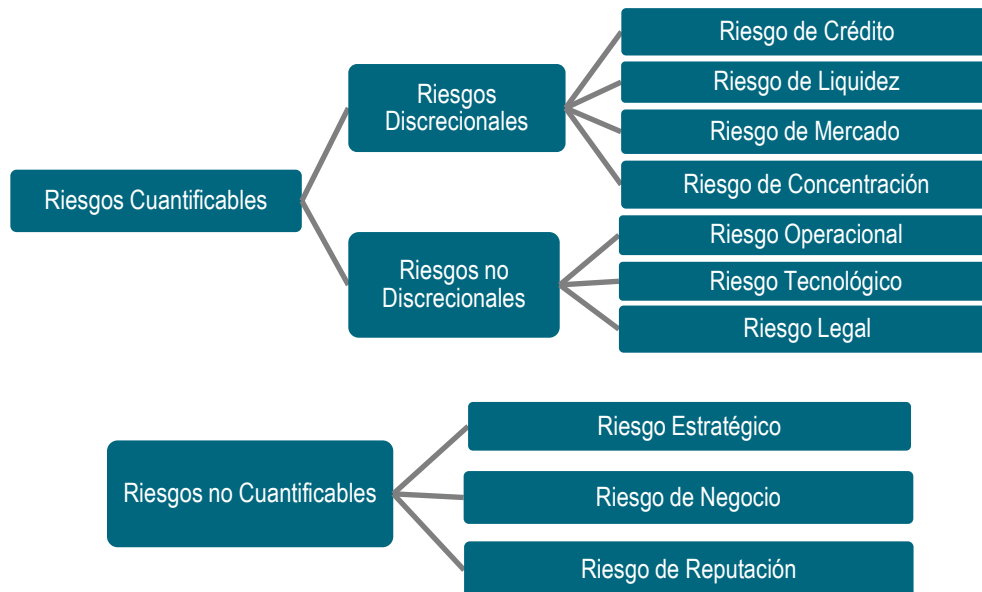 Riesgos Cuantificables
Riesgos
Discrecionales
Riesgo de Crédito
Riesgo de Liquidez
Riesgo de Mercado
Riesgo de Concentración
Riesgos no
Discrecionales
Riesgo Operacional
Riesgo Tecnológico
Riesgo Legal
Riesgos no Cuantificables
Riesgo Estratégico
Riesgo de Negocio
Riesgo de Reputación